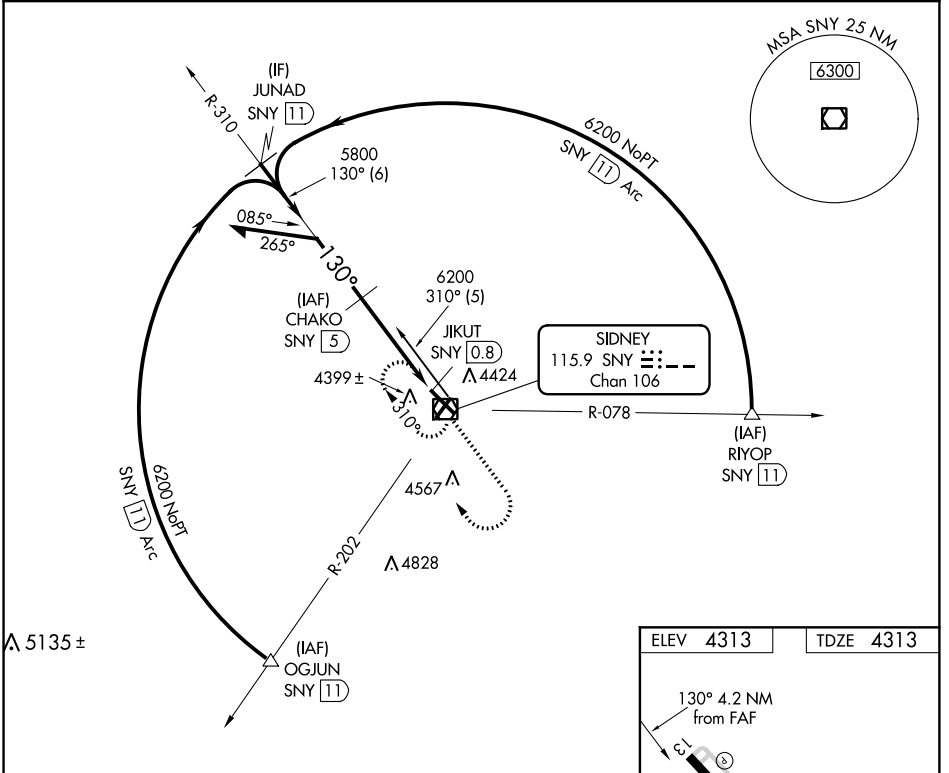 MSA SNY 25 NM
6300
(IF)
JUNAD
SNY 11
R-310
5800
130° (6)
6200 NoPT
SNY 11 Arc
085°
265°
130°
(IAF)
CHAKO
SNY 5
6200
310° (5)
JIKUT
SNY 0.8
4399 ±
4424
310°
SIDNEY
115.9 SNY
Chan 106
R-078
(IAF)
RIYOP
SNY 11
6200 NoPT
SNY 11 Arc
4567
R-202
4828
5135 ±
(IAF)
OGJUN
SNY 11
ELEV 4313
TDZE 4313
130° 4.2 NM
from FAF
13
P